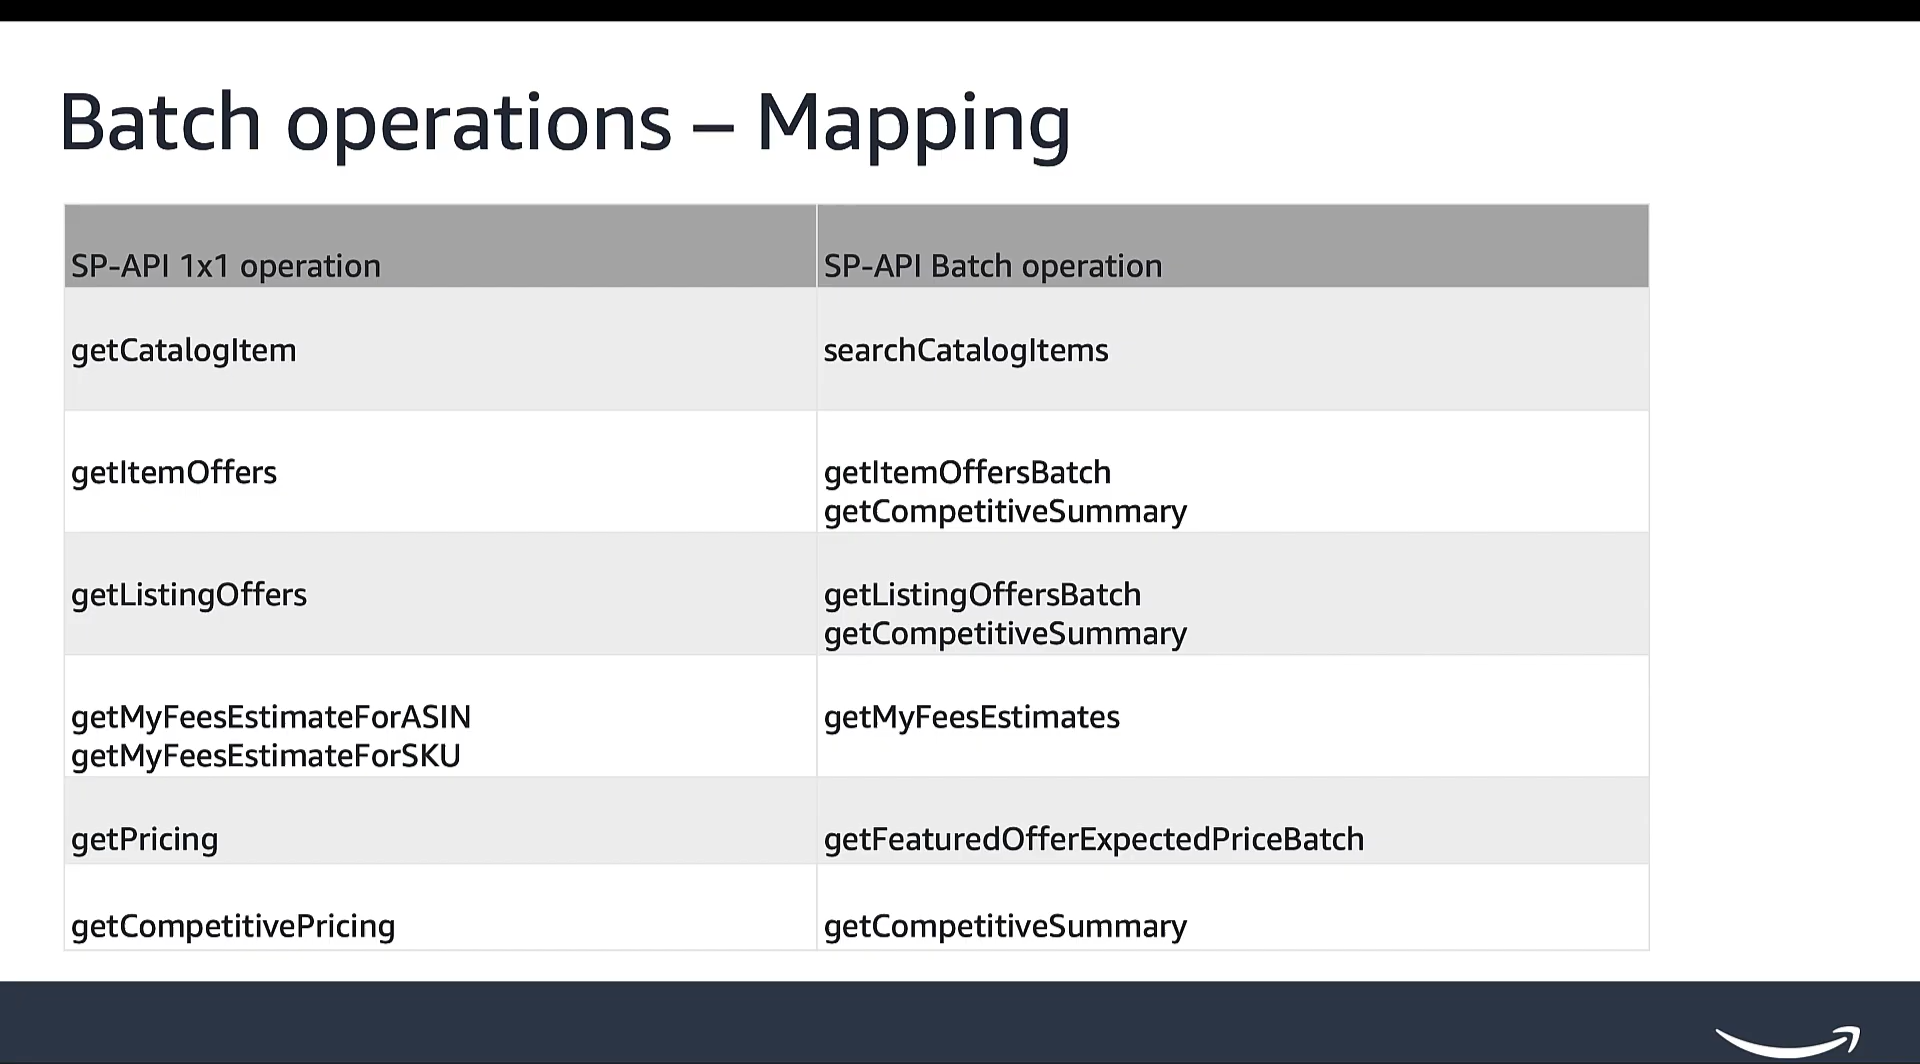 Batch operations – Mapping
SP-API 1x1 operation
SP-API Batch operation
getCatalogItem
searchCatalogItems
getItemOffers
getItemOffersBatch
getCompetitiveSummary
getListingOffers
getListingOffersBatch
getCompetitiveSummary
getMyFeesEstimateForASIN
getMyFeesEstimateForSKU
getMyFeesEstimates
getPricing
getFeaturedOfferExpectedPriceBatch
getCompetitivePricing
getCompetitiveSummary